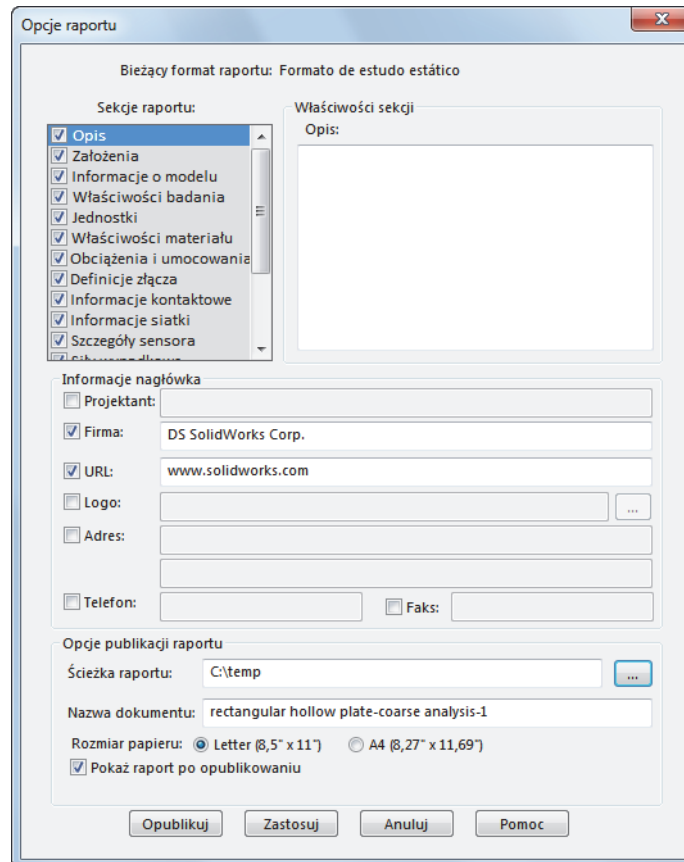 Opcje raportu
Bieżący format raportu: Formato de estudo estático
Sekcje raportu:
Opis
Założenia
Informacje o modelu
Właściwości badania
Jednostki
Właściwości materiału
Obciążenia i umocowania
Definicje złącza
Informacje kontaktowe
Informacje siatki
Szczegóły sensora
Właściwości sekcji
Opis:
Informacje nagłówka
Projektant:
Firma: DS SolidWorks Corp.
URL: www.solidworks.com
Logo: ...
Adres:
Telefon: Faks:
Opcje publikacji raportu
Ścieżka raportu: C:\temp ...
Nazwa dokumentu: rectangular hollow plate-coarse analysis-1
Rozmiar papieru: Letter (8,5" x 11") A4 (8,27" x 11,69")
Pokaż raport po opublikowaniu
Opublikuj Zastosuj Anuluj Pomoc